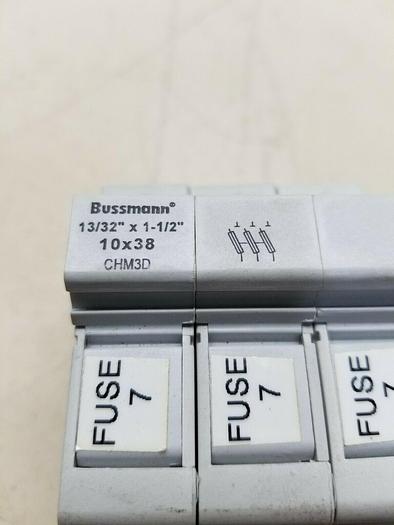 Bussmann®
13/32" x 1-1/2"
10x38
CHM3D
FUSE
7
FUSE
7
FUSE
7